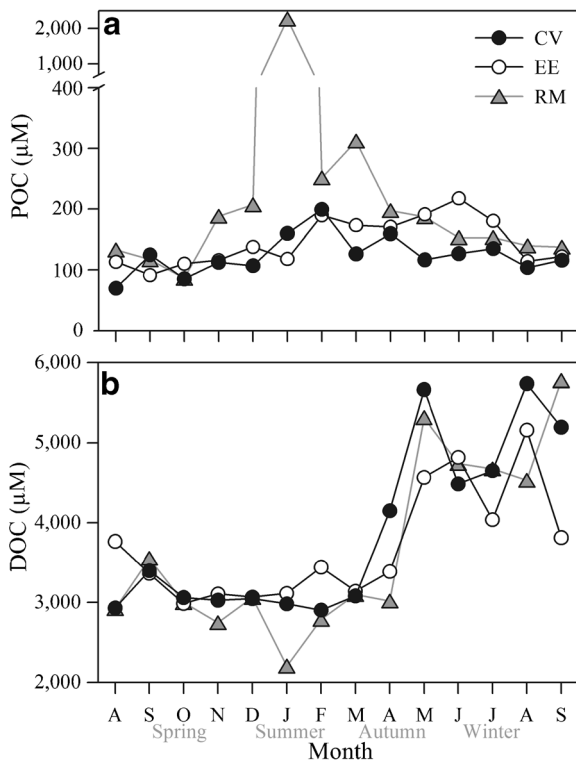 a
2,000
1,000
400
300
200
100
0
POC (µM)
CV
EE
RM
b
6,000
5,000
4,000
3,000
2,000
DOC (µM)
A S O N D J F M A M J J A S
Spring Summer Autumn Winter
Month